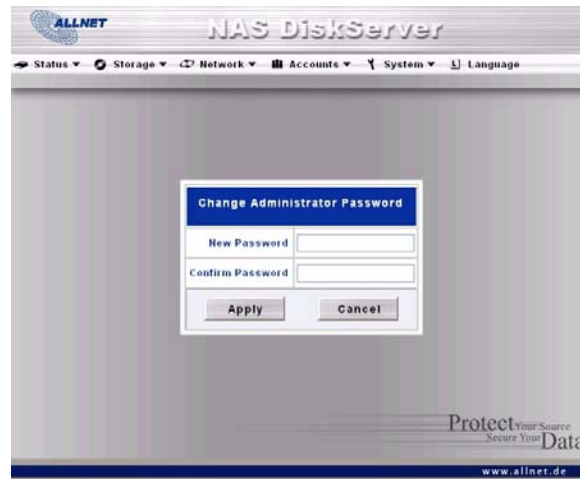 ALLNET
NAS DiskServer
Status Storage Network Accounts System Language
Change Administrator Password
New Password
Confirm Password
Apply Cancel
Protect Your Source
Secure Your Data
www.allnet.de